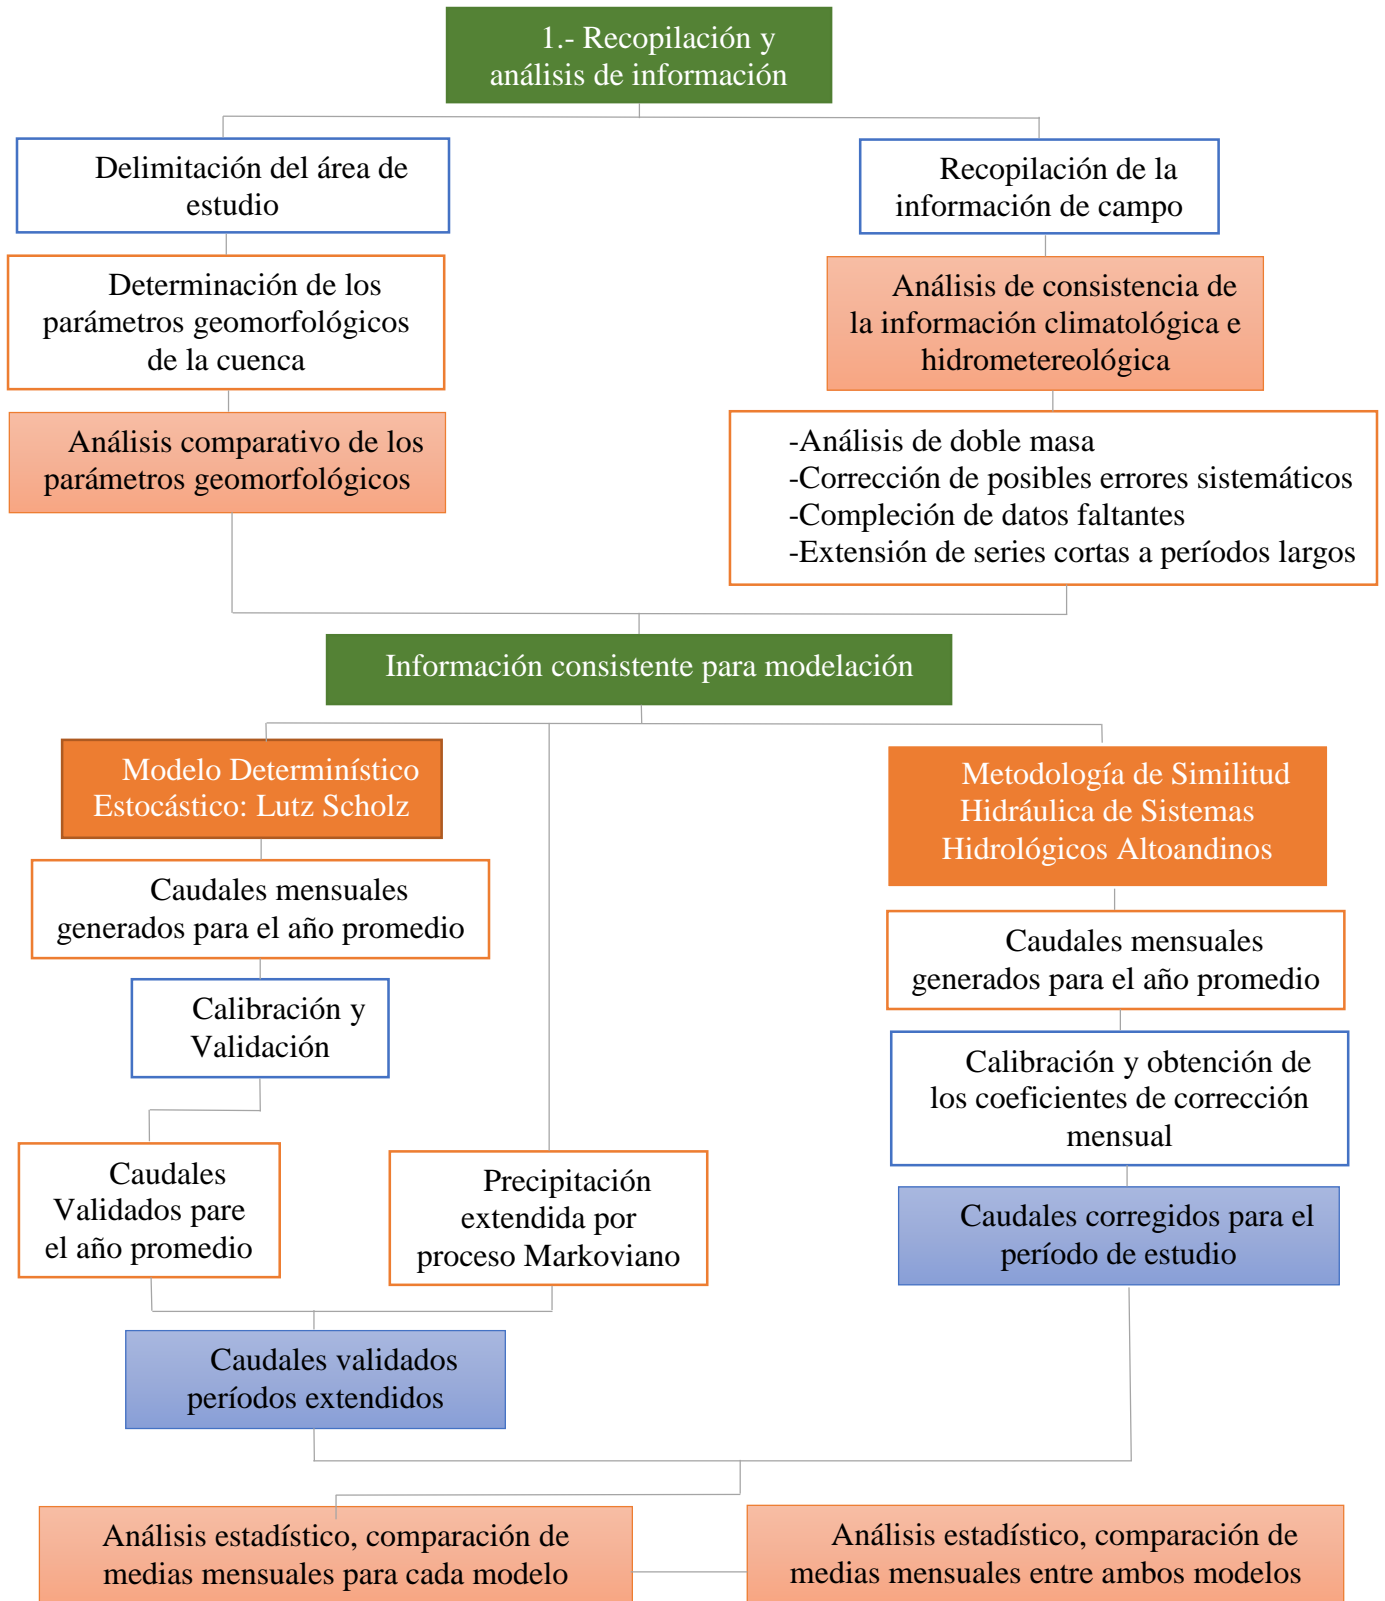 1.- Recopilación y
análisis de información
Delimitación del área de
estudio
Recopilación de la
información de campo
Determinación de los
parámetros geomorfológicos
de la cuenca
Análisis de consistencia de
la información climatológica e
hidrometereológica
Análisis comparativo de los
parámetros geomorfológicos
-Análisis de doble masa
-Corrección de posibles errores sistemáticos
-Compleción de datos faltantes
-Extensión de series cortas a períodos largos
Información consistente para modelación
Modelo Determinístico
Estocástico: Lutz Scholz
Metodología de Similitud
Hidráulica de Sistemas
Hidrológicos Altoandinos
Caudales mensuales
generados para el año promedio
Caudales mensuales
generados para el año promedio
Calibración y
Validación
Calibración y obtención de
los coeficientes de corrección
mensual
Caudales
Validados pare
el año promedio
Precipitación
extendida por
proceso Markoviano
Caudales corregidos para el
período de estudio
Caudales validados
períodos extendidos
Análisis estadístico, comparación de
medias mensuales para cada modelo
Análisis estadístico, comparación de
medias mensuales entre ambos modelos